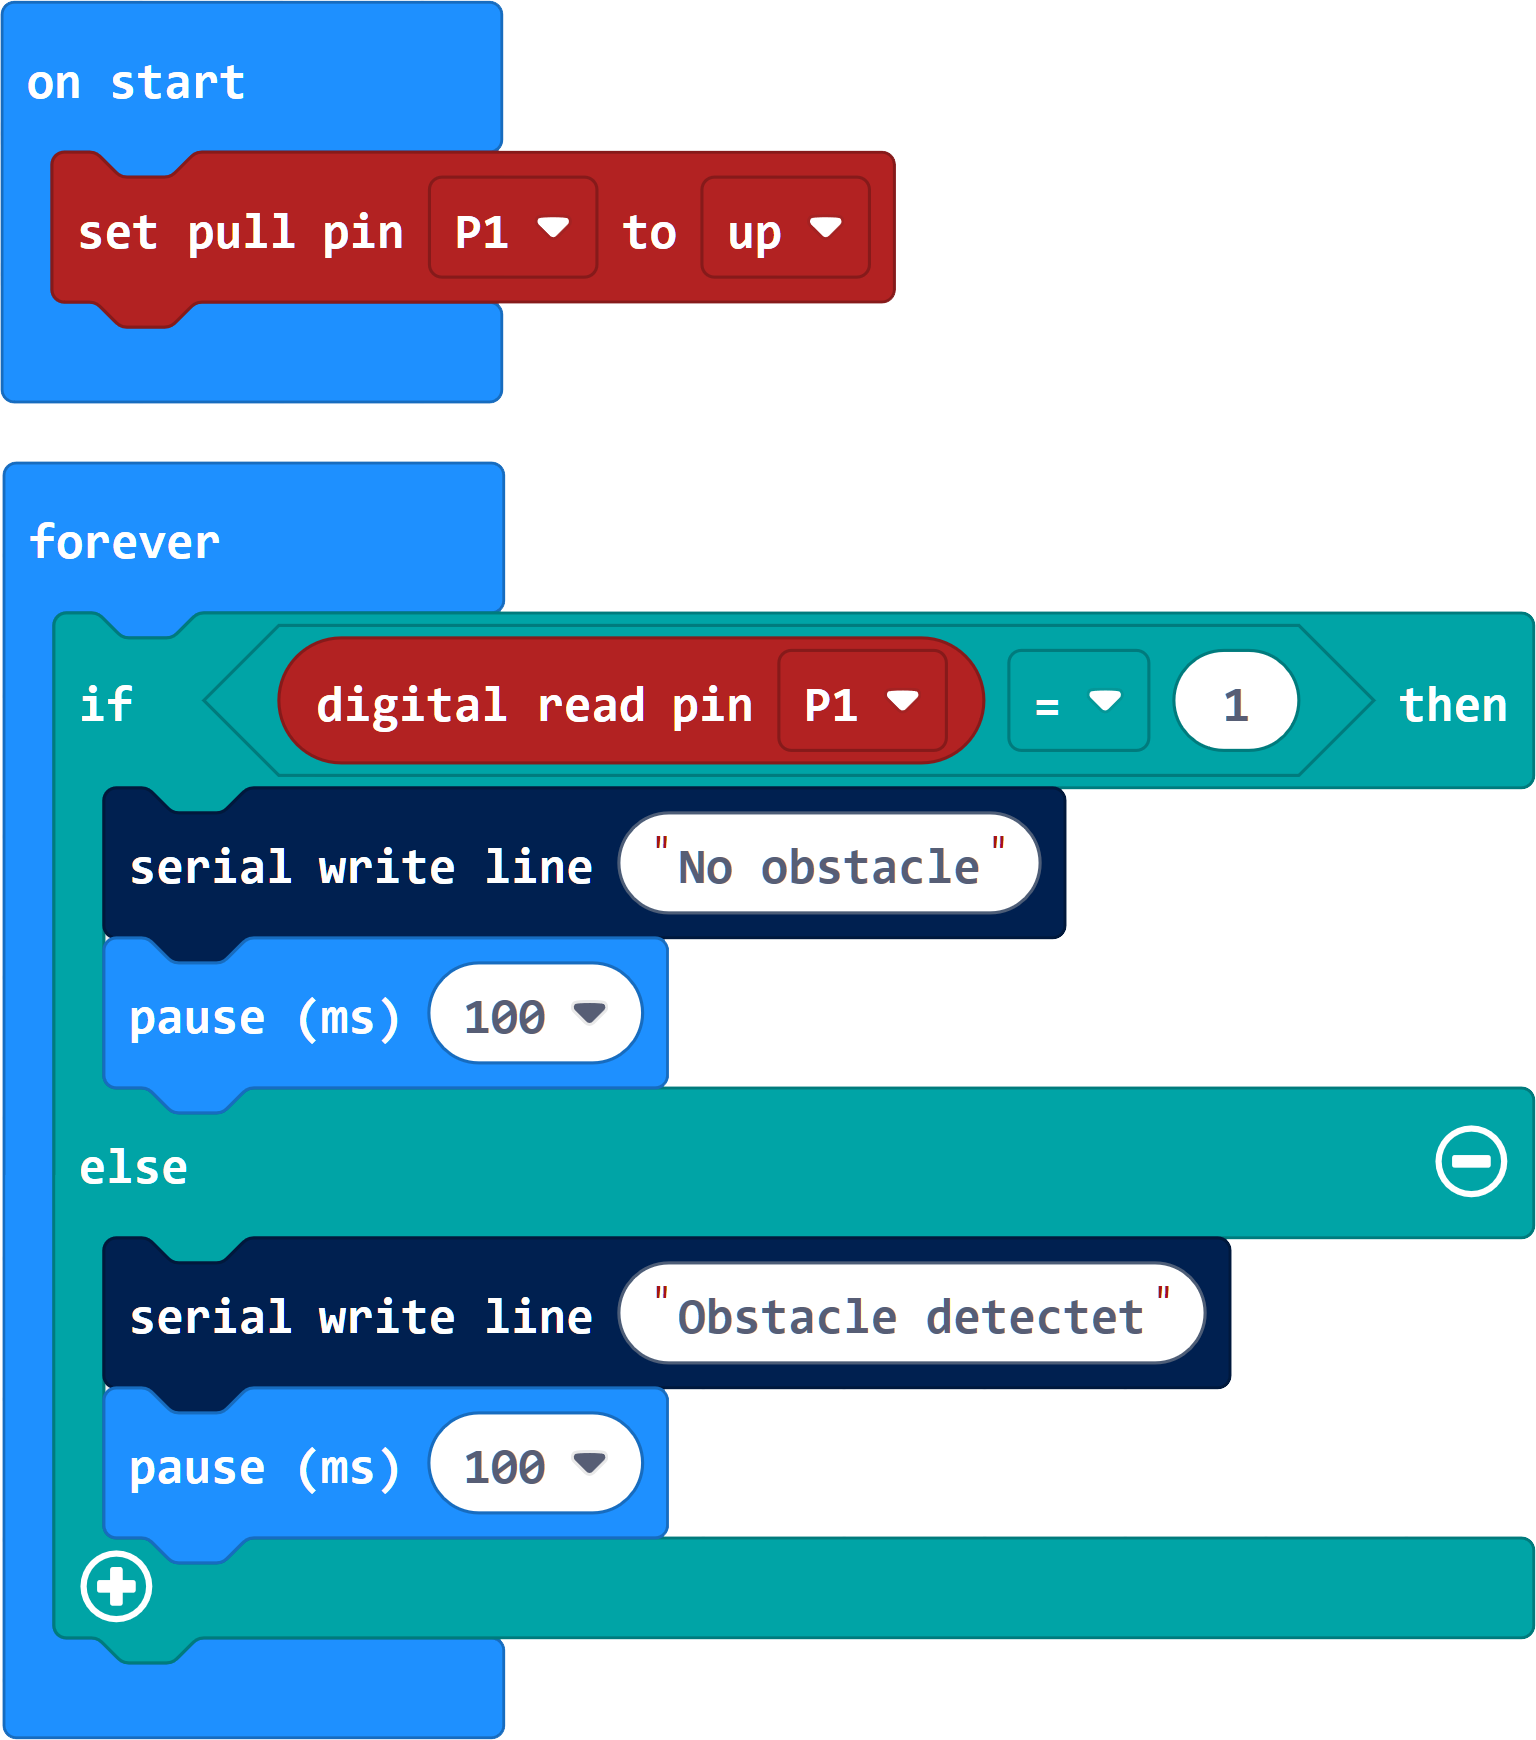 on start
set pull pin P1 to up
forever
if digital read pin P1 = 1 then
serial write line "No obstacle"
pause (ms) 100
else
serial write line "Obstacle detectet"
pause (ms) 100